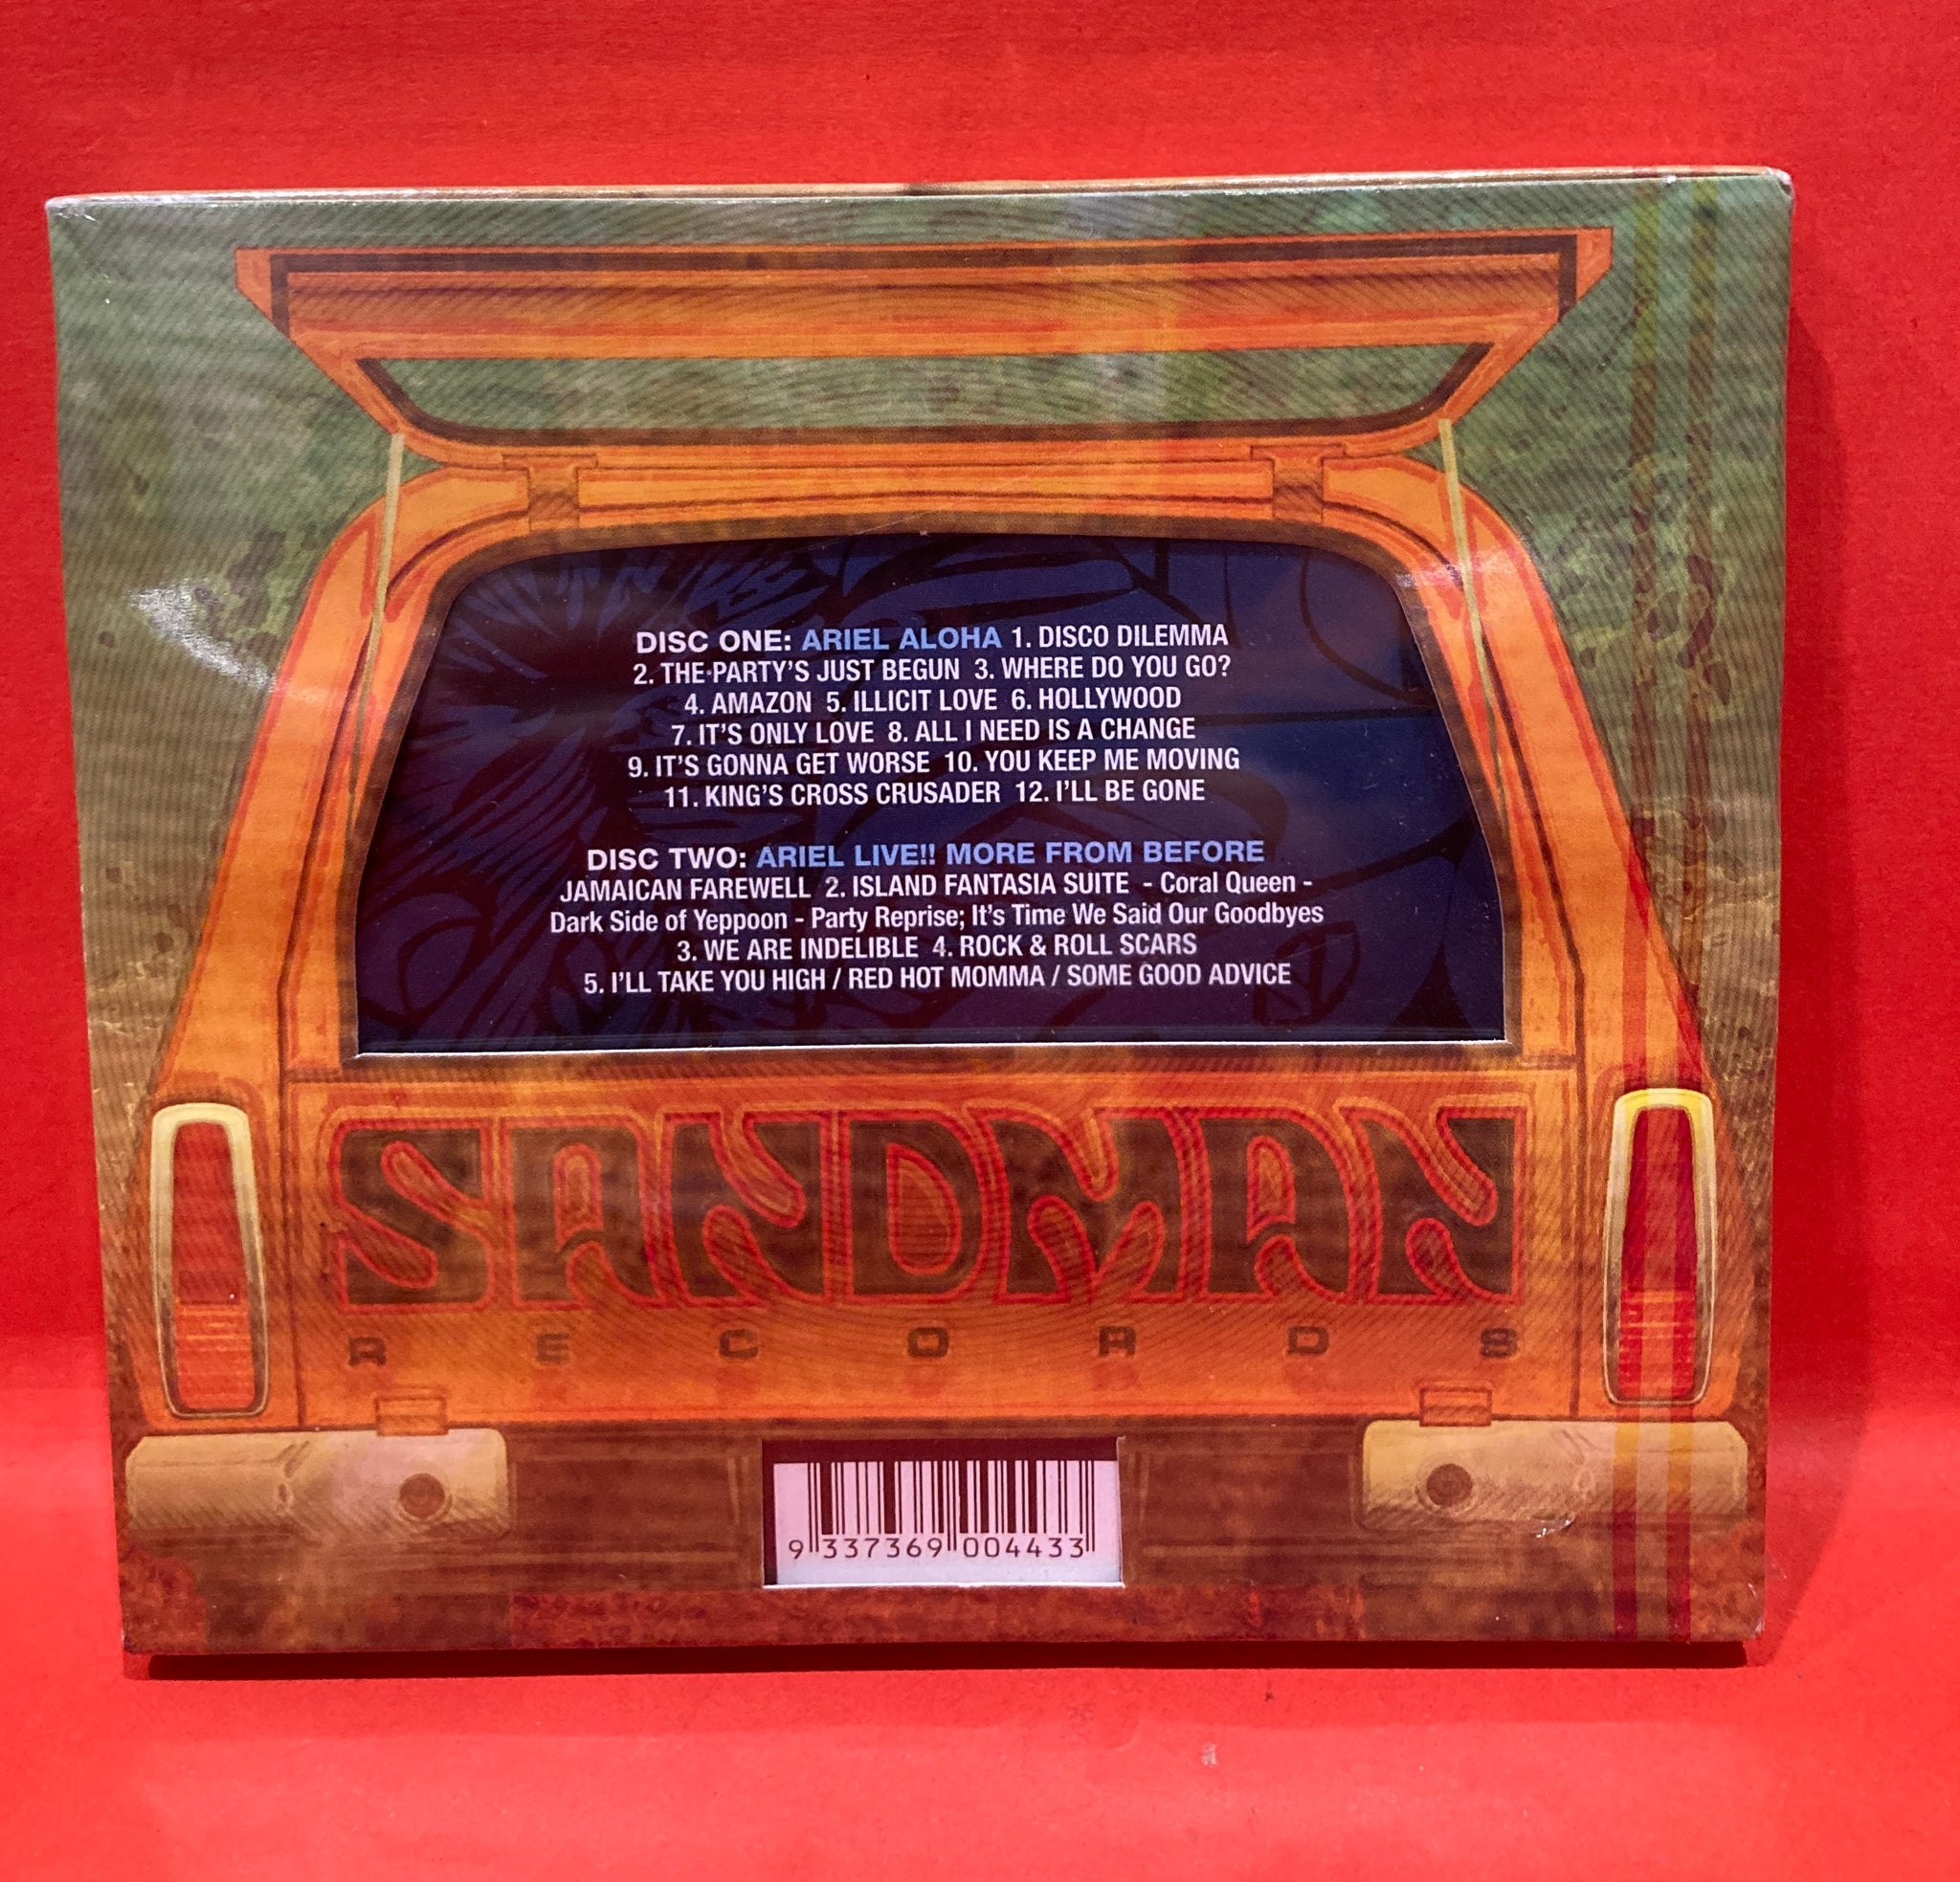 DISC ONE: ARIEL ALOHA 1. DISCO DILEMMA
2. THE PARTY'S JUST BEGUN 3. WHERE DO YOU GO?
4. AMAZON 5. ILLICIT LOVE 6. HOLLYWOOD
7. IT'S ONLY LOVE 8. ALL I NEED IS A CHANGE
9. IT'S GONNA GET WORSE 10. YOU KEEP ME MOVING
11. KING'S CROSS CRUSADER 12. I'LL BE GONE
DISC TWO: ARIEL LIVE!! MORE FROM BEFORE
JAMAICAN FAREWELL 2. ISLAND FANTASIA SUITE - Coral Queen -
Dark Side of Yeppoon - Party Reprise; It's Time We Said Our Goodbyes
3. WE ARE INDELIBLE 4. ROCK & ROLL SCARS
5. I'LL TAKE YOU HIGH / RED HOT MOMMA / SOME GOOD ADVICE
SANDMAN
RECORDS
9 337369 004433